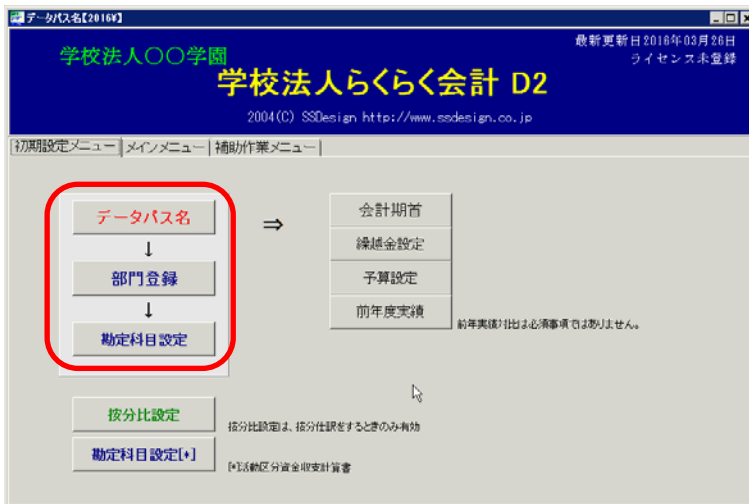 データパス名【2016¥】
最新更新日2016年03月26日
学校法人〇〇学園
ライセンス未登録
学校法人らくらく会計 D2
2004(C) SSDesign http://www.ssdesign.co.jp
初期設定メニュー メインメニュー 補助作業メニュー
データパス名 ⇒ 会計期首
↓
繰越金設定
部門登録
予算設定
↓
前年度実績
前年実績対比は必須事項ではありません。
勘定科目設定
按分比設定
按分比設定は、按分仕訳をするときのみ有効
勘定科目設定[*]
[*]活動区分資金収支計算書